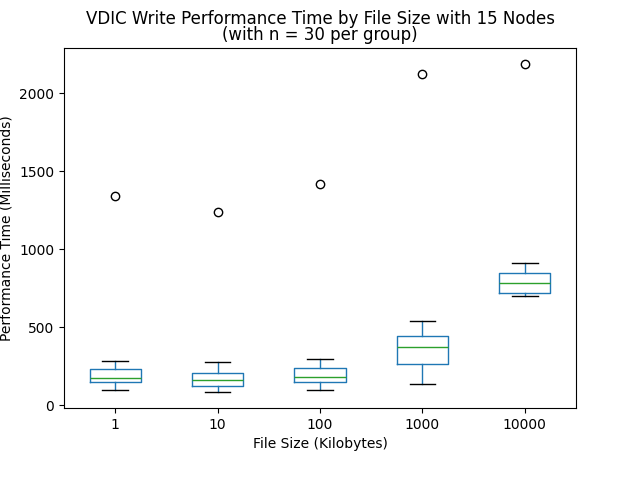 VDIC Write Performance Time by File Size with 15 Nodes
(with n = 30 per group)
Performance Time (Milliseconds)
2000
1500
1000
500
0
1
10
100
1000
10000
File Size (Kilobytes)